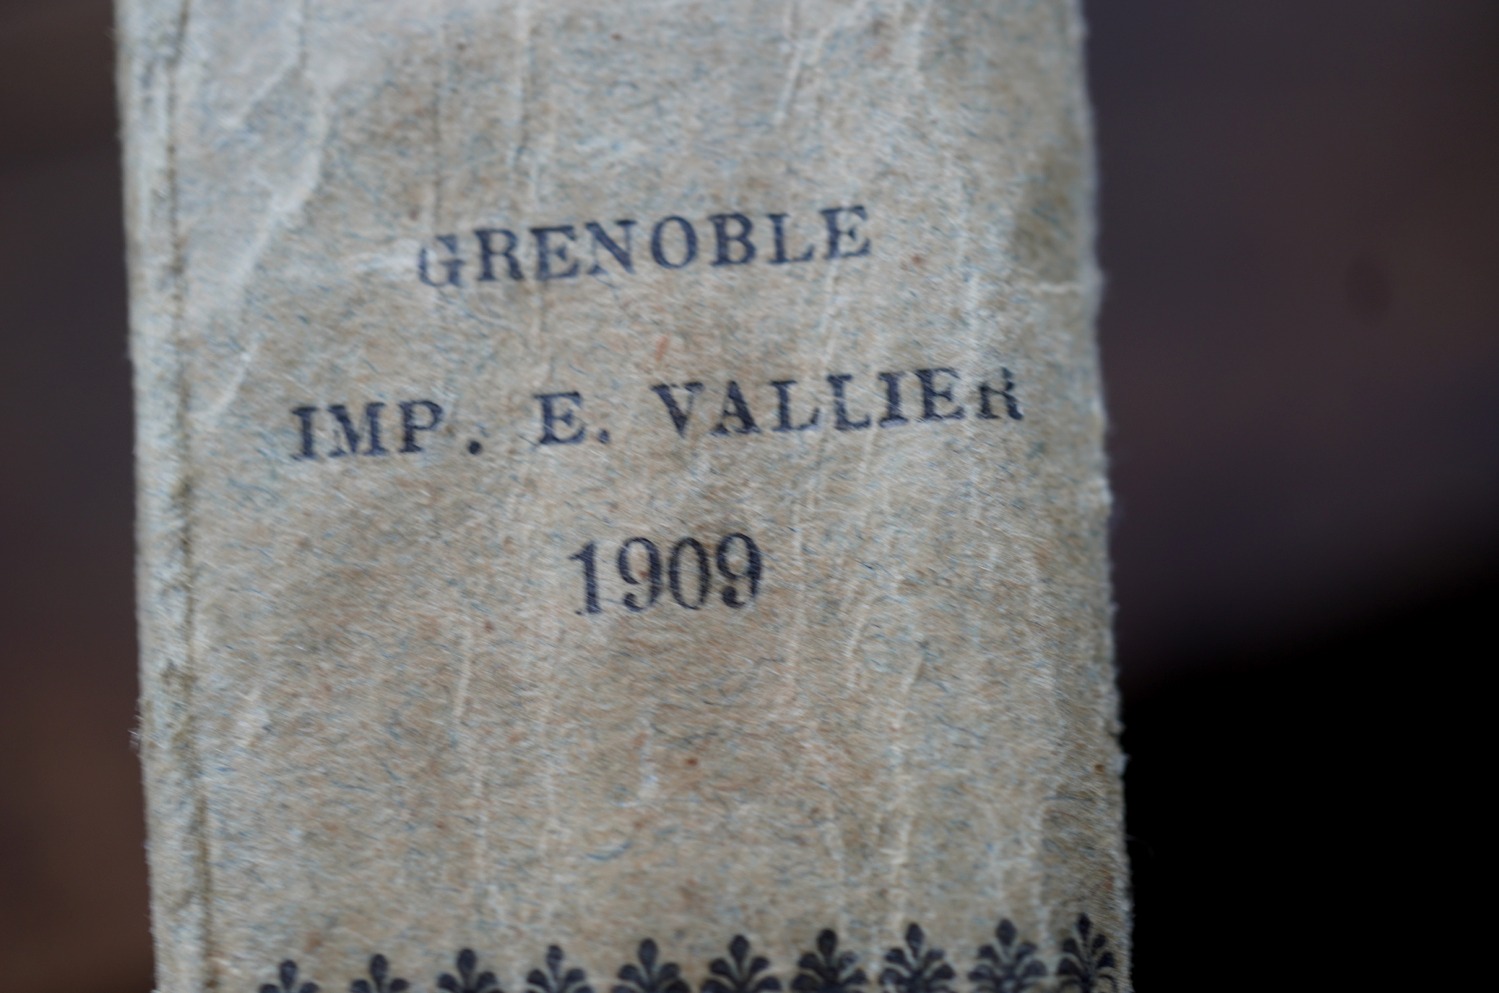 GRENOBLE
IMP. E. VALLIER
1909